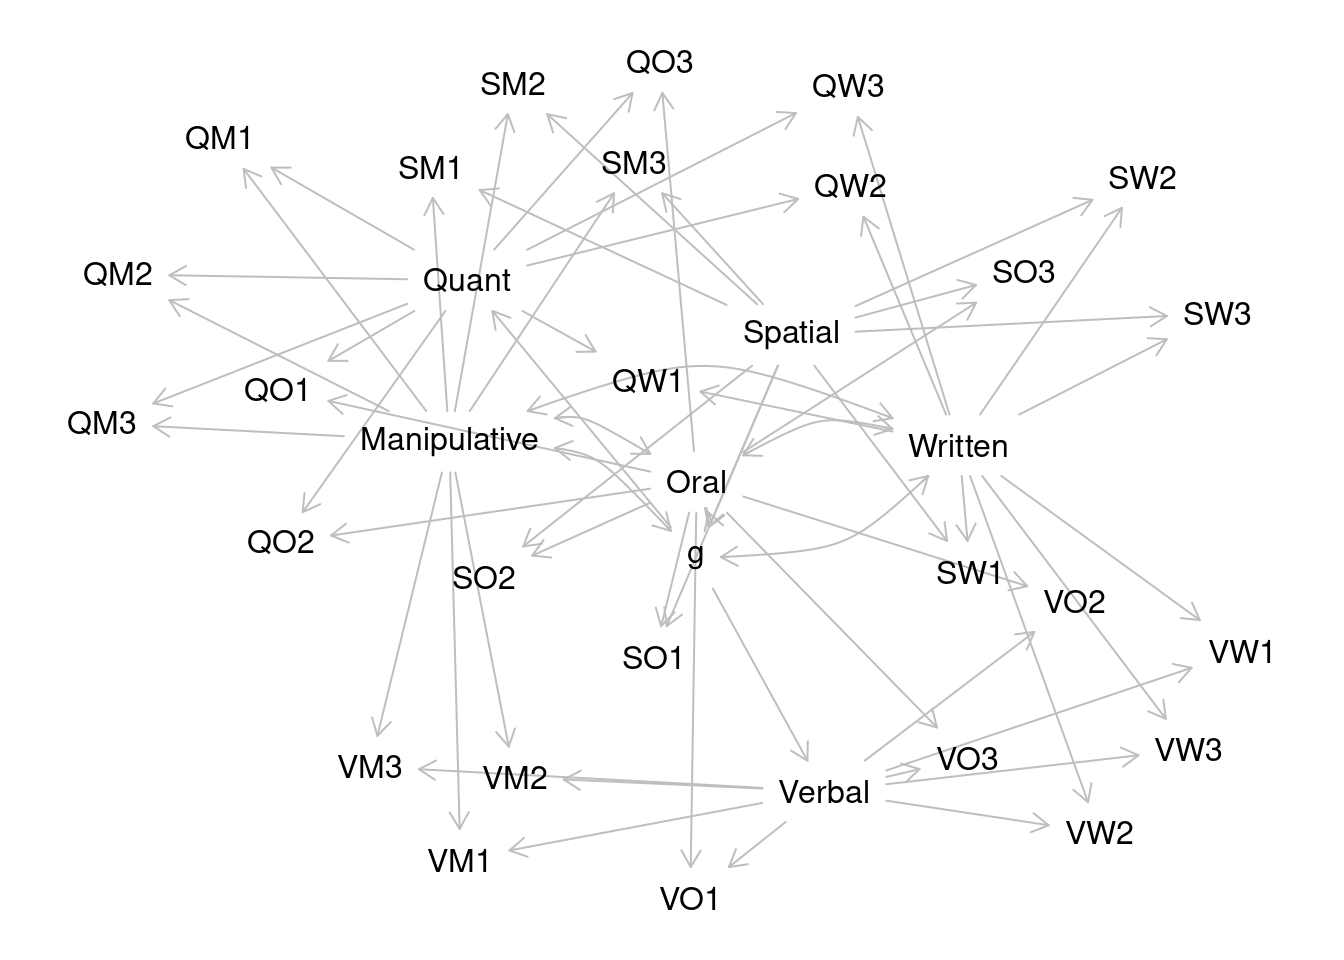 QO3
SM2
QW3
QM1
SM3
SM1
SW2
QW2
SO3
QM2
Quant
SW3
Spatial
QW1
QO1
QM3
Manipulative
Written
Oral
QO2
g
SW1
SO2
VO2
VW1
SO1
VW3
VO3
VM3
VM2
Verbal
VW2
VM1
VO1